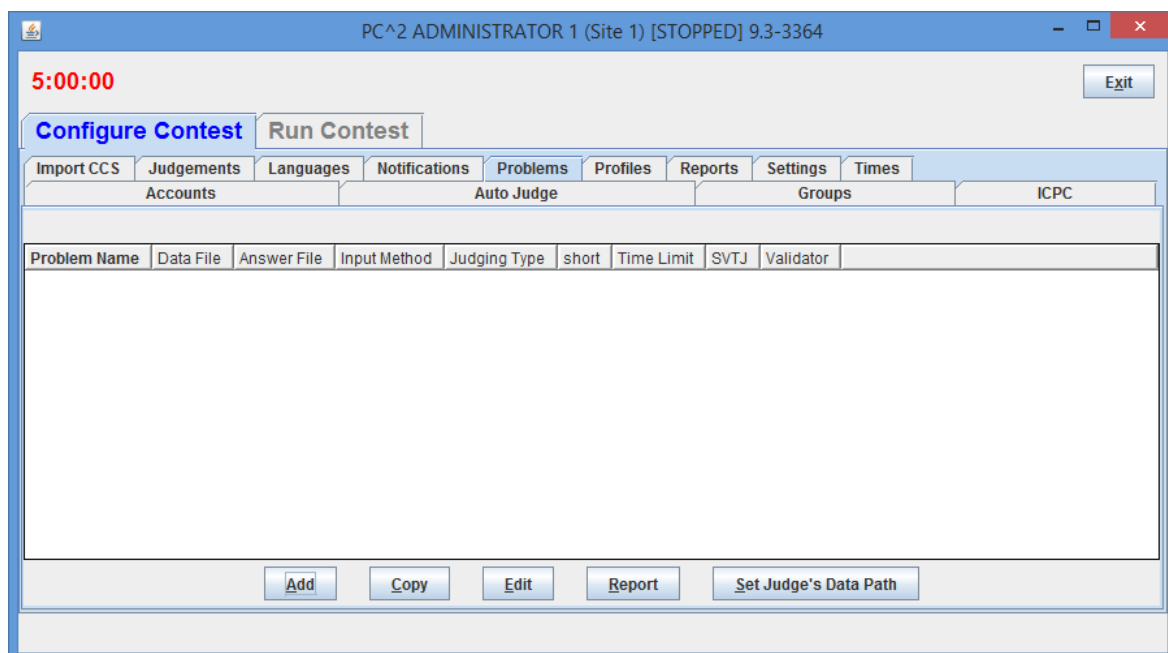 PC^2 ADMINISTRATOR 1 (Site 1) [STOPPED] 9.3-3364
5:00:00 Exit
Configure Contest Run Contest
Import CCS Judgements Languages Notifications Problems Profiles Reports Settings Times
Accounts Auto Judge Groups ICPC
Problem Name Data File Answer File Input Method Judging Type short Time Limit SVTJ Validator
Add Copy Edit Report Set Judge's Data Path